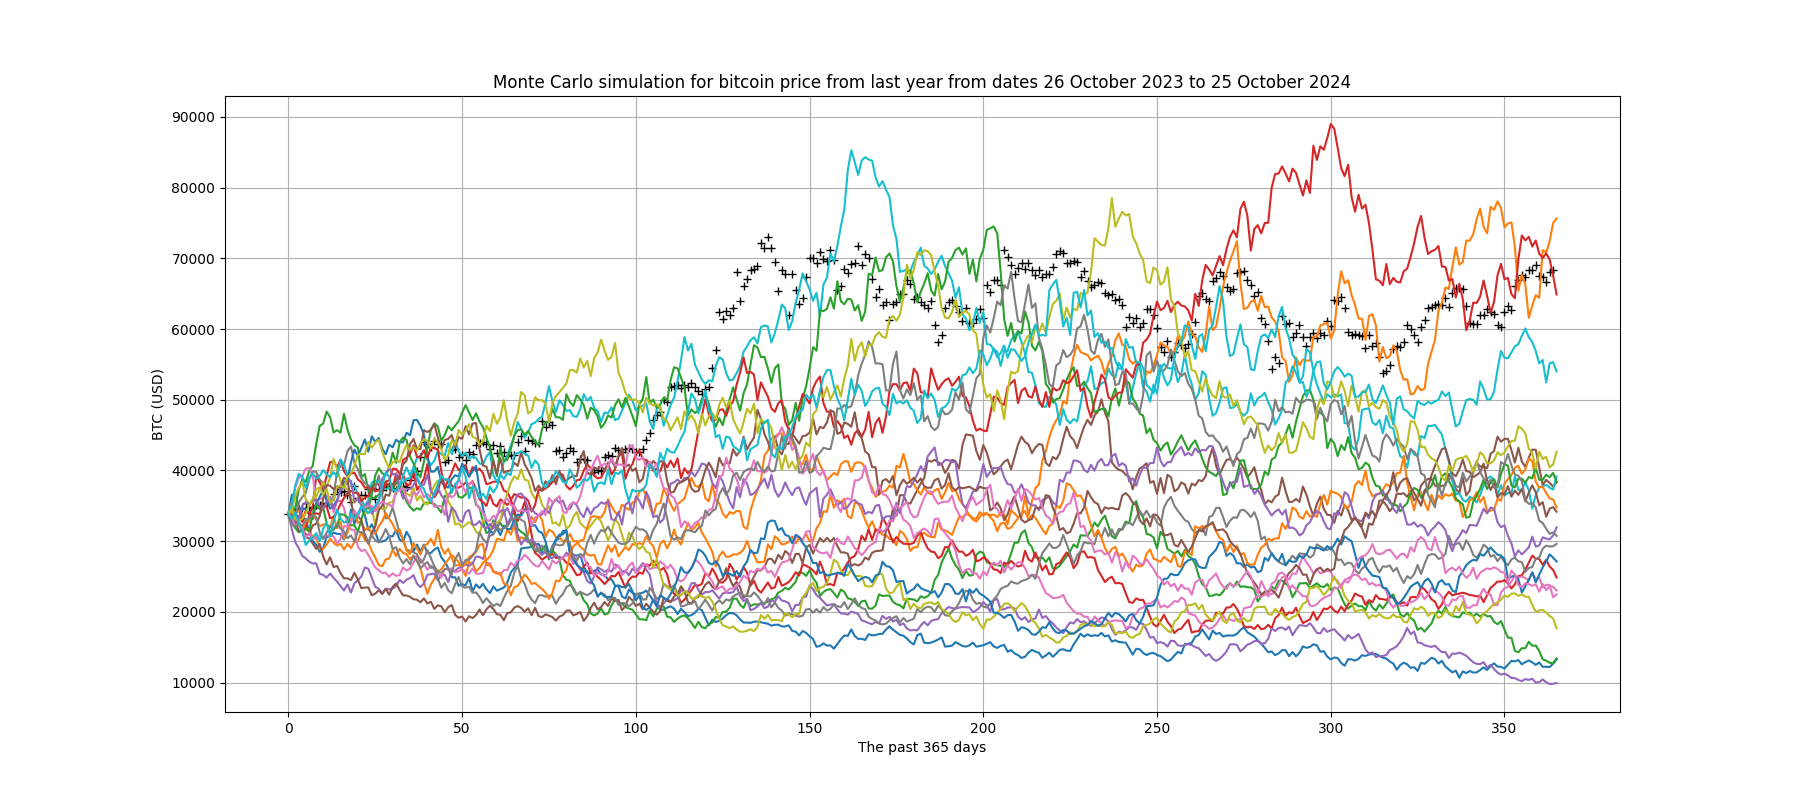 Monte Carlo simulation for bitcoin price from last year from dates 26 October 2023 to 25 October 2024
90000
80000
70000
60000
50000
40000
30000
20000
10000
BTC (USD)
0 50 100 150 200 250 300 350
The past 365 days